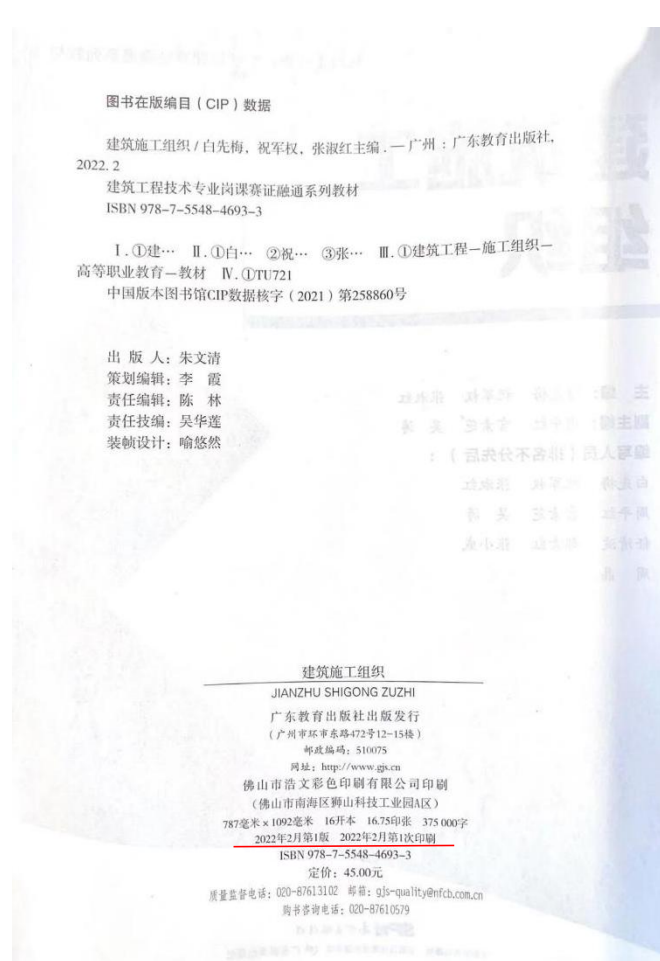 图书在版编目（CIP）数据
建筑施工组织 / 白先梅，祝军权，张淑红主编 . — 广州 : 广东教育出版社，
2022. 2
建筑工程技术专业岗课赛证融通系列教材
ISBN 978-7-5548-4693-3
Ⅰ . ①建… Ⅱ . ①白… ②祝… ③张… Ⅲ . ①建筑工程－施工组织－
高等职业教育－教材 Ⅳ . ①TU721
中国版本图书馆CIP数据核字（2021）第258860号
出 版 人：朱文清
策划编辑：李 霞
责任编辑：陈 林
责任技编：吴华莲
装帧设计：喻悠然
建筑施工组织
JIANZHU SHIGONG ZUZHI
广东教育出版社出版发行
（广州市环市东路472号12-15楼）
邮政编码：510075
网址：http://www.gjs.cn
佛山市浩文彩色印刷有限公司印刷
（佛山市南海区狮山科技工业园A区）
787毫米×1092毫米 16开本 16.75印张 375 000字
2022年2月第1版 2022年2月第1次印刷
ISBN 978-7-5548-4693-3
定价：45.00元
质量监督电话：020-87613102 邮箱：gjs-quality@nfcb.com.cn
购书咨询电话：020-87610579